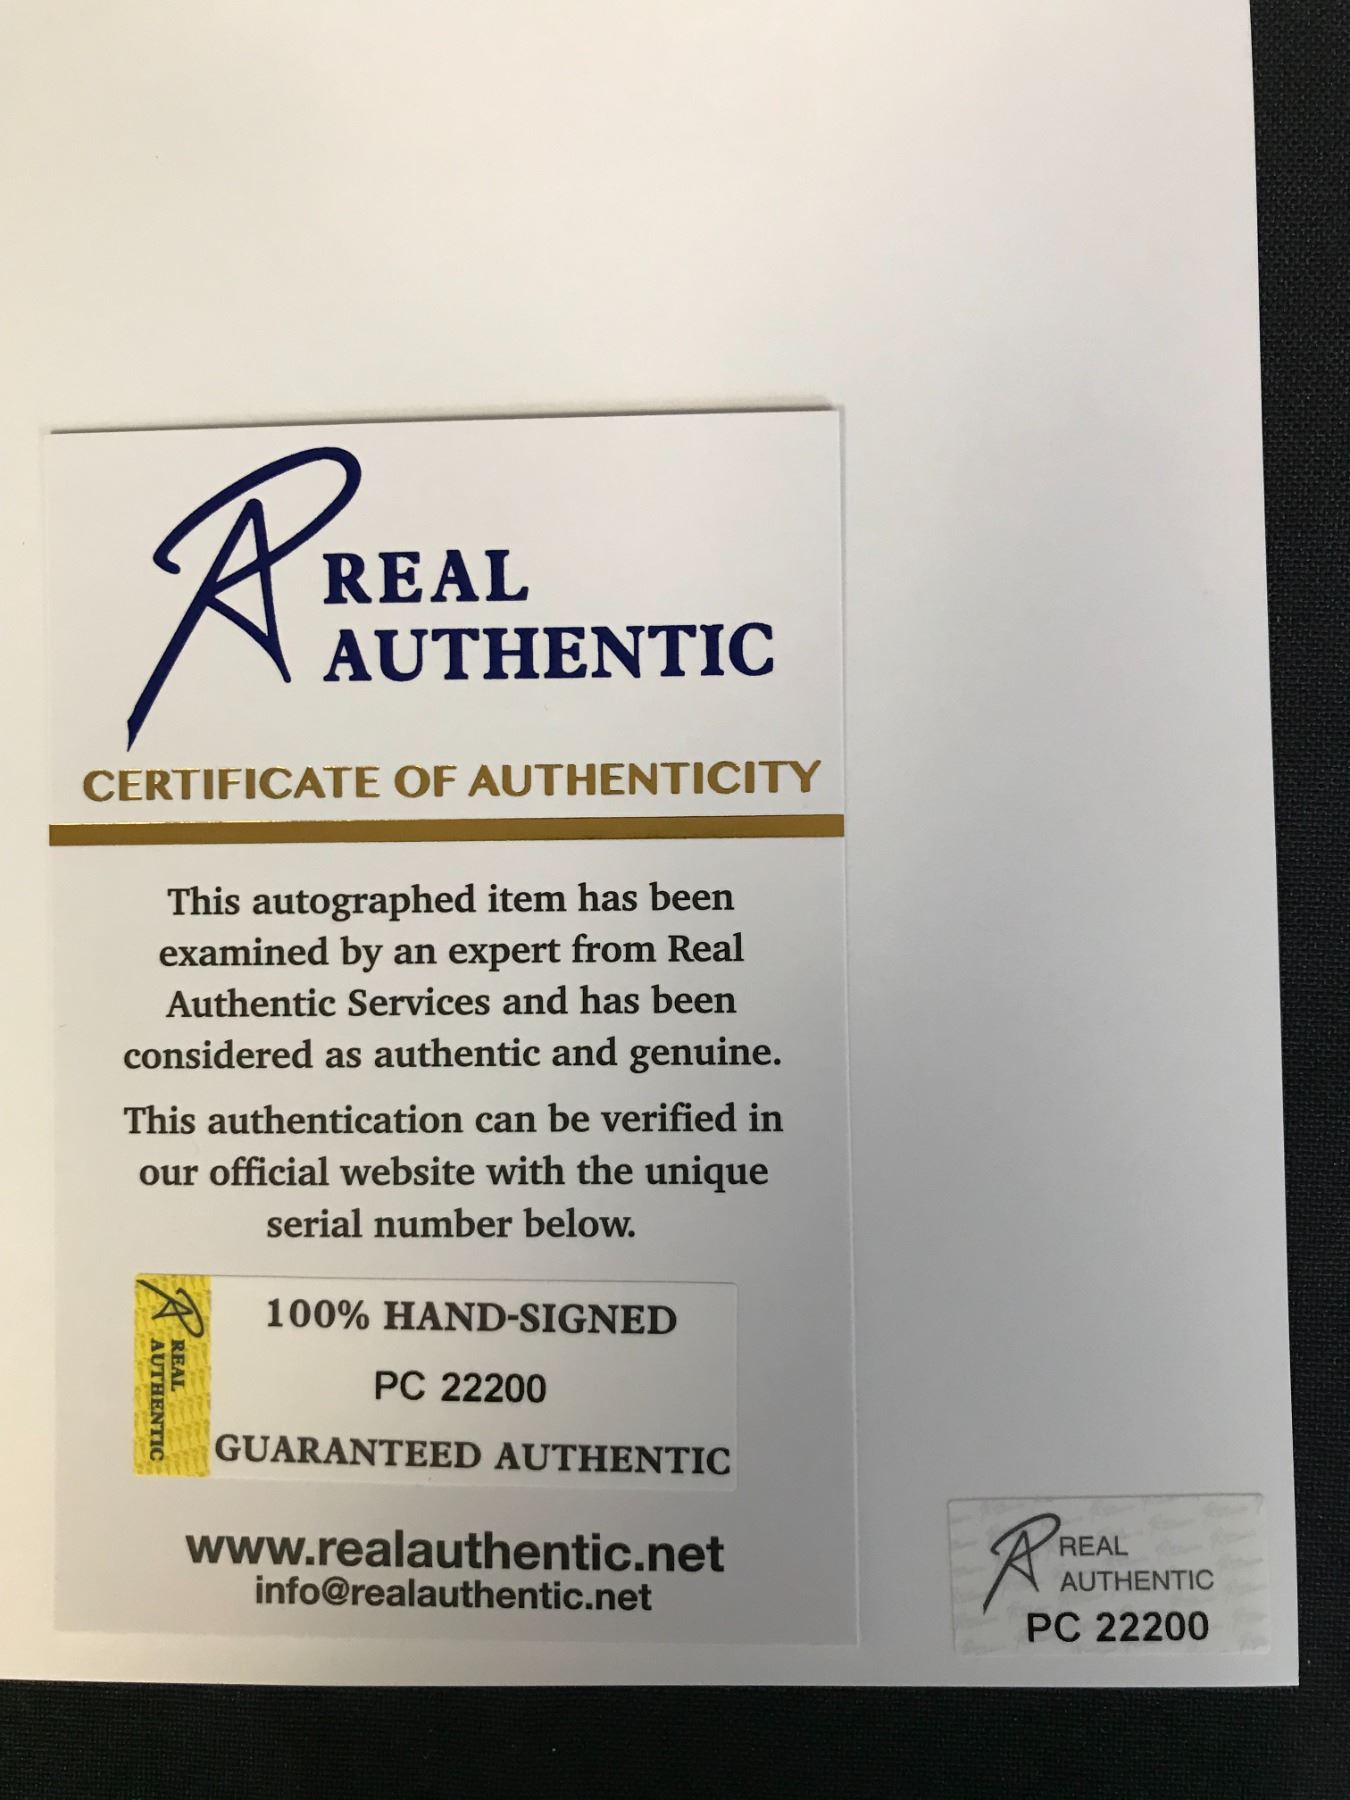 REAL
AUTHENTIC
CERTIFICATE OF AUTHENTICITY
This autographed item has been
examined by an expert from Real
Authentic Services and has been
considered as authentic and genuine.
This authentication can be verified in
our official website with the unique
serial number below.
REAL
AUTHENTIC
100% HAND-SIGNED
PC 22200
GUARANTEED AUTHENTIC
www.realauthentic.net
info@realauthentic.net
REAL
AUTHENTIC
PC 22200